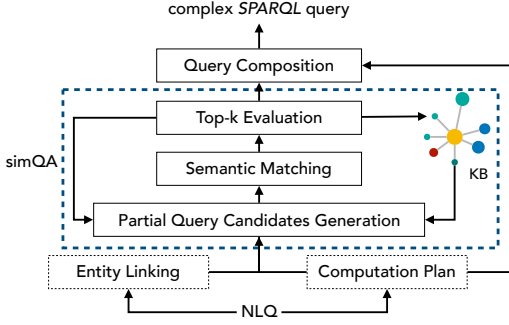 complex SPARQL query
Query Composition
Top-k Evaluation
simQA
Semantic Matching
KB
Partial Query Candidates Generation
Entity Linking
Computation Plan
NLQ